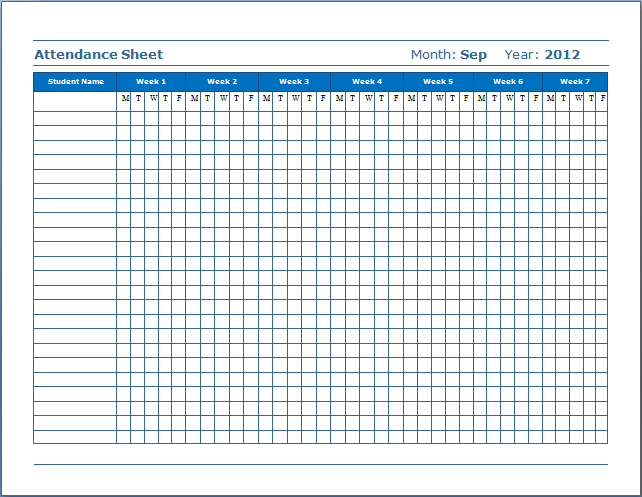 Attendance Sheet Month: Sep Year: 2012
Student Name Week 1 Week 2 Week 3 Week 4 Week 5 Week 6 Week 7
M T W T F M T W T F M T W T F M T W T F M T W T F M T W T F M T W T F